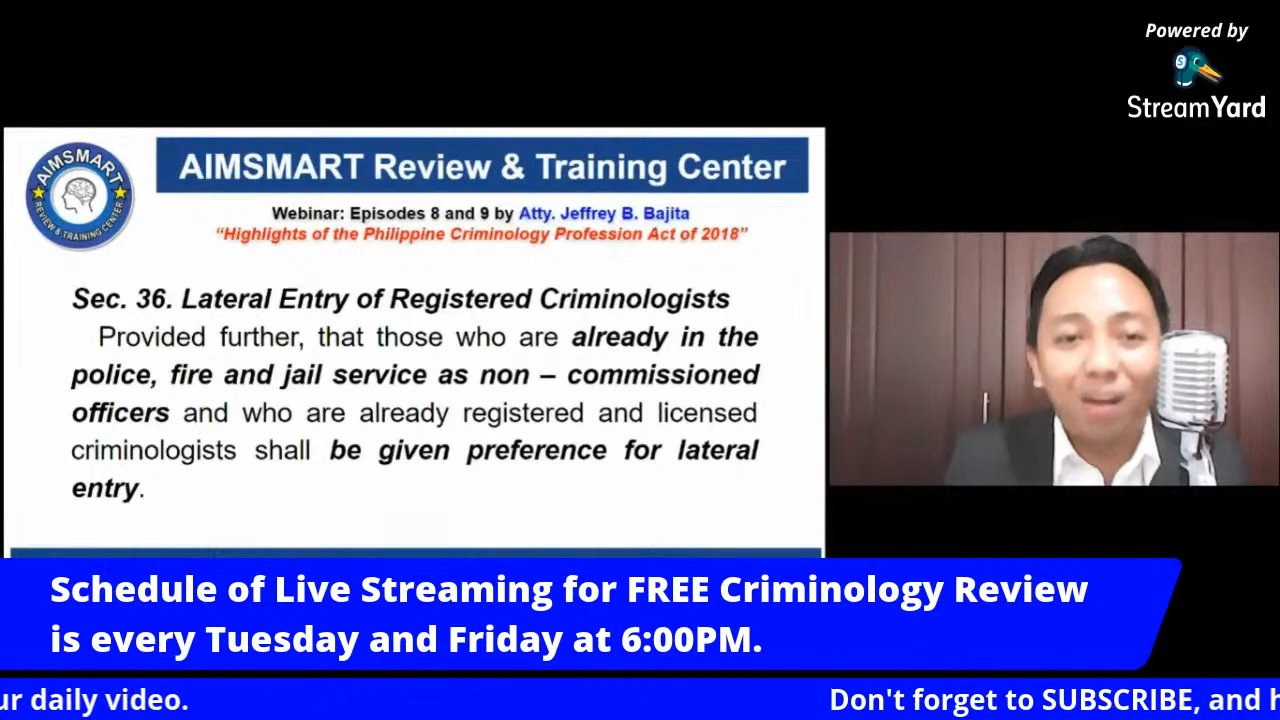 Powered by
StreamYard
AIMSMART
REVIEW & TRAINING CENTER
AIMSMART Review & Training Center
Webinar: Episodes 8 and 9 by Atty. Jeffrey B. Bajita
“Highlights of the Philippine Criminology Profession Act of 2018”
Sec. 36. Lateral Entry of Registered Criminologists
Provided further, that those who are already in the
police, fire and jail service as non – commissioned
officers and who are already registered and licensed
criminologists shall be given preference for lateral
entry.
Schedule of Live Streaming for FREE Criminology Review
is every Tuesday and Friday at 6:00PM.
ur daily video. Don't forget to SUBSCRIBE, and h